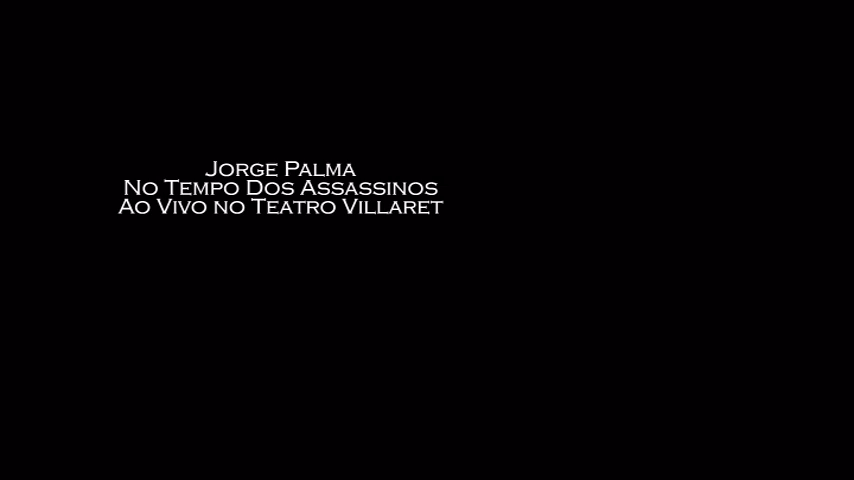 Jorge Palma
No Tempo Dos Assassinos
Ao Vivo no Teatro Villaret